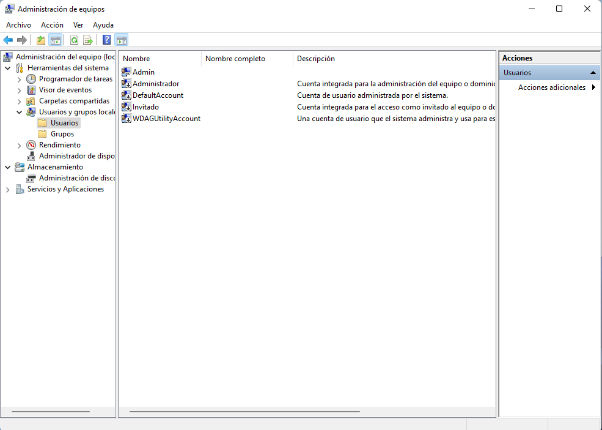 Administración de equipos
Archivo Acción Ver Ayuda
Administración del equipo (loc
Herramientas del sistema
Programador de tareas
Visor de eventos
Carpetas compartidas
Usuarios y grupos locale
Usuarios
Grupos
Rendimiento
Administrador de dispo
Almacenamiento
Administración de disco
Servicios y Aplicaciones
Nombre Nombre completo Descripción
Admin
Administrador Cuenta integrada para la administración del equipo o dominio
DefaultAccount Cuenta de usuario administrada por el sistema.
Invitado Cuenta integrada para el acceso como invitado al equipo o do
WDAGUtilityAccount Una cuenta de usuario que el sistema administra y usa para es
Acciones
Usuarios
Acciones adicionales